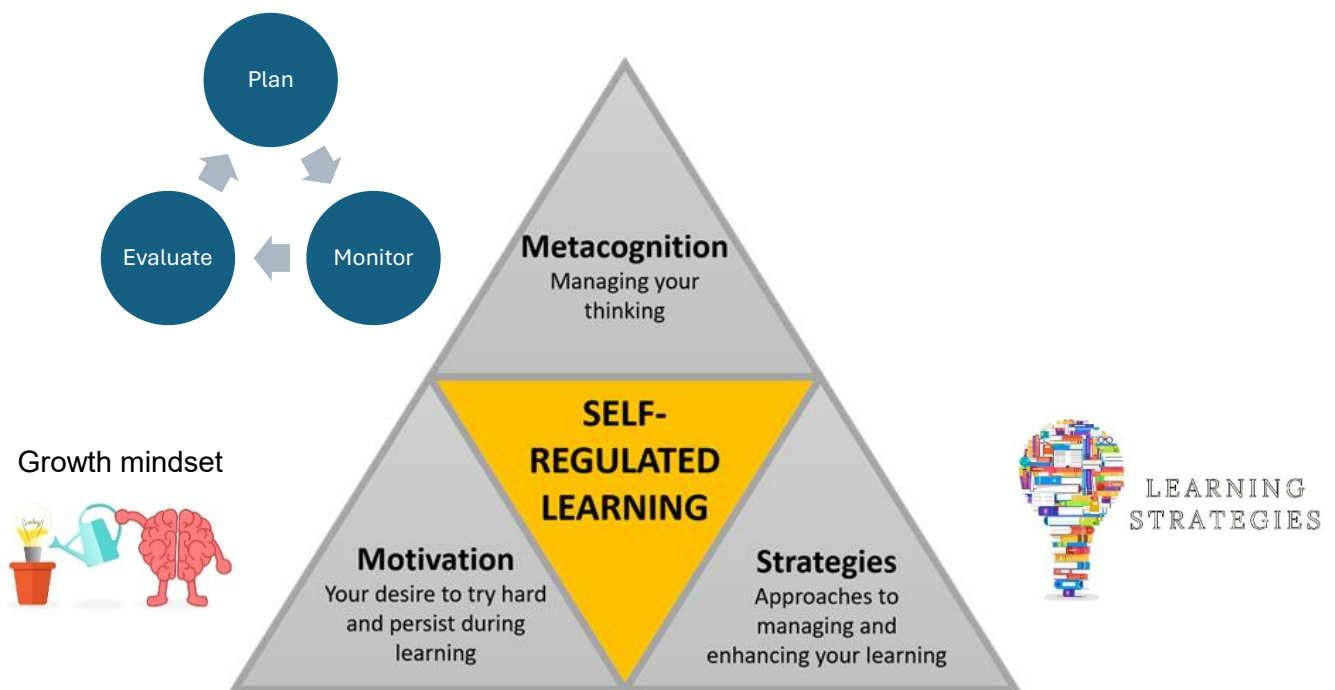 Plan
Evaluate
Monitor
Metacognition
Managing your
thinking
SELF-
REGULATED
LEARNING
Growth mindset
Motivation
Your desire to try hard
and persist during
learning
Strategies
Approaches to
managing and
enhancing your learning
LEARNING
STRATEGIES